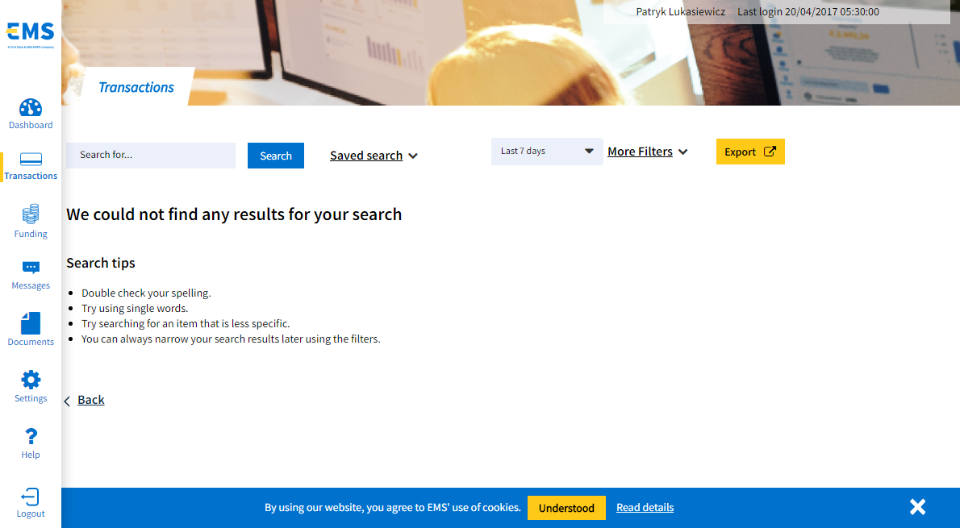 Patryk Lukasiewicz Last login 20/04/2017 05:30:00
EMS
Transactions
Dashboard
Transactions
Funding
Messages
Documents
Settings
Help
Logout
Search for...
Search
Saved search
Last 7 days
More Filters
Export
We could not find any results for your search
Search tips
Double check your spelling.
Try using single words.
Try searching for an item that is less specific.
You can always narrow your search results later using the filters.
Back
By using our website, you agree to EMS' use of cookies.
Understood
Read details